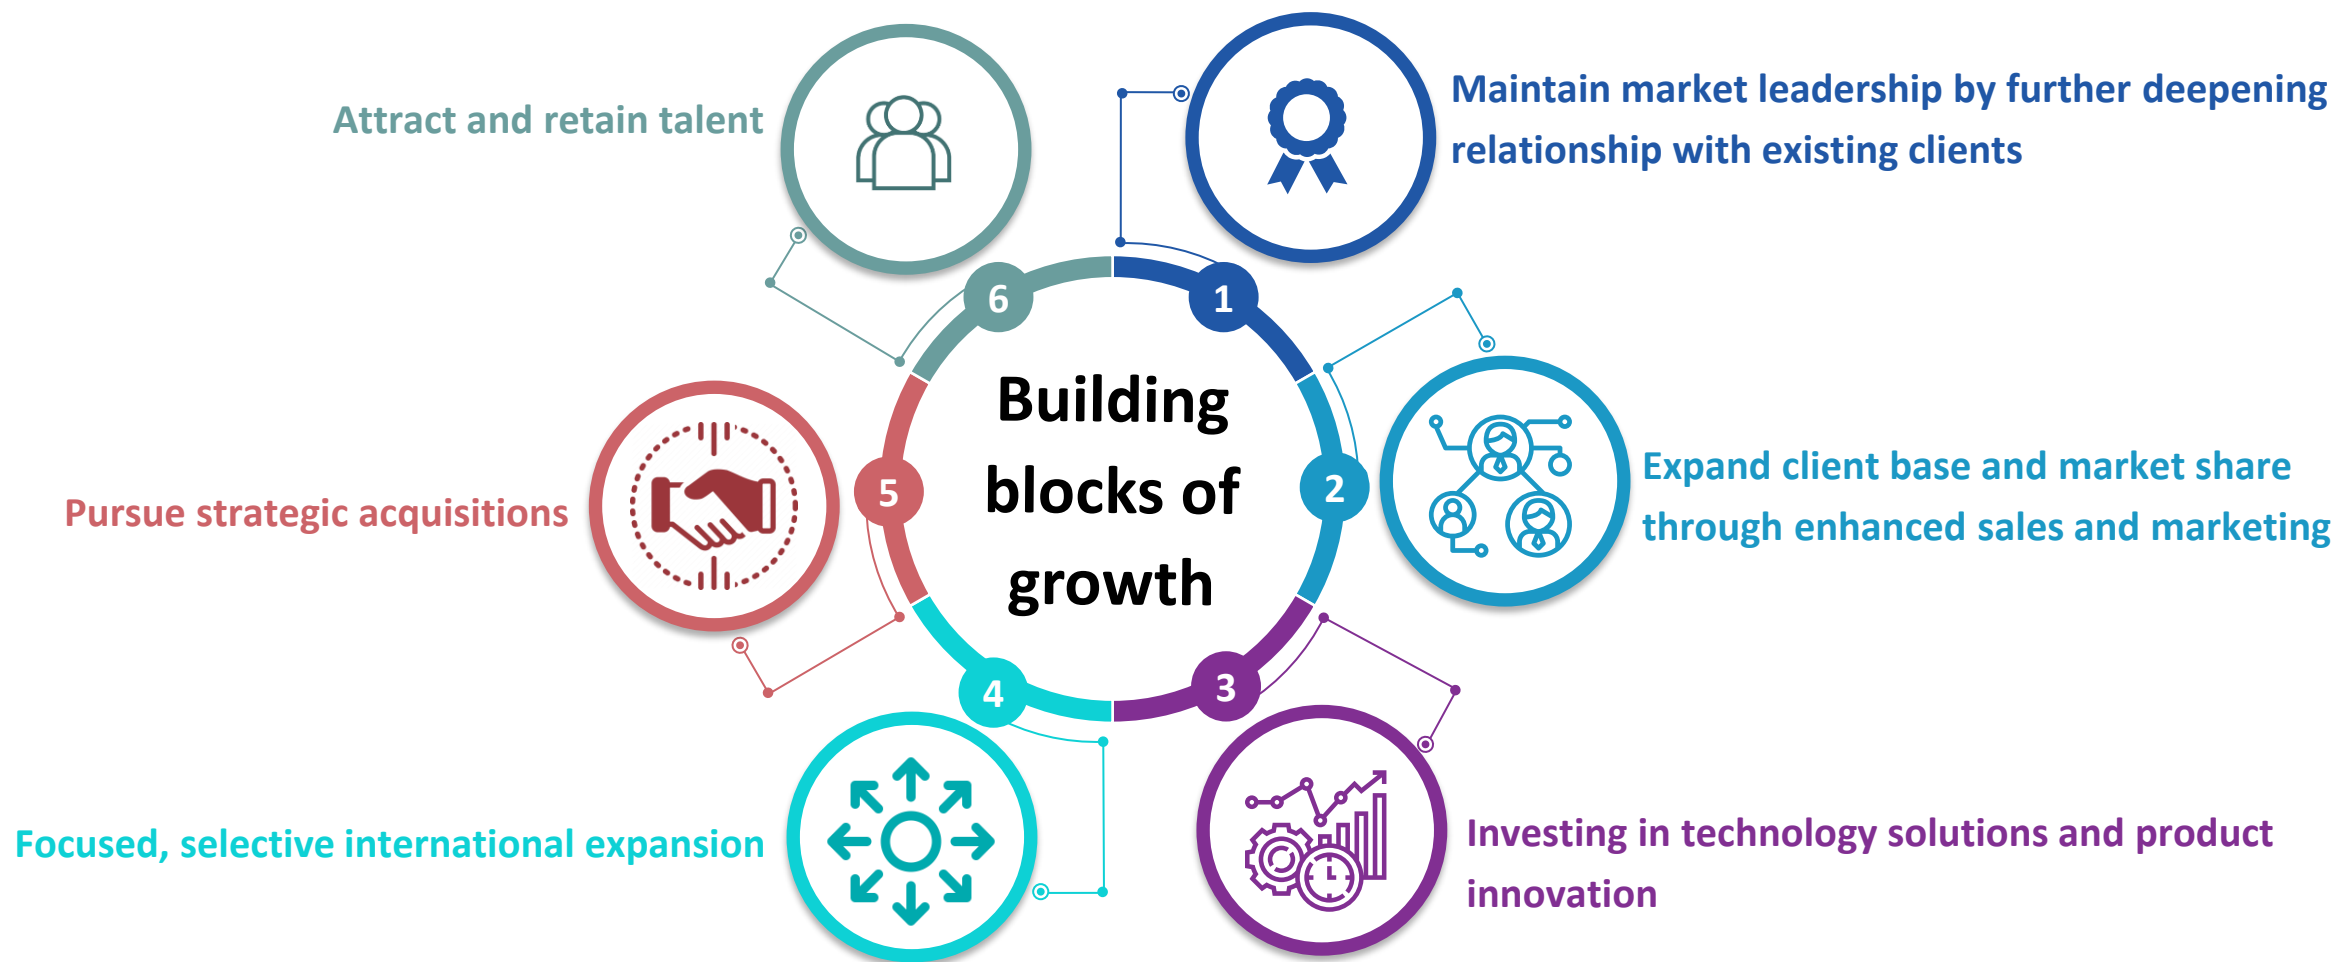 Building
blocks of
growth
1
Maintain market leadership by further deepening
relationship with existing clients
2
Expand client base and market share
through enhanced sales and marketing
3
Investing in technology solutions and product
innovation
4
Focused, selective international expansion
5
Pursue strategic acquisitions
6
Attract and retain talent